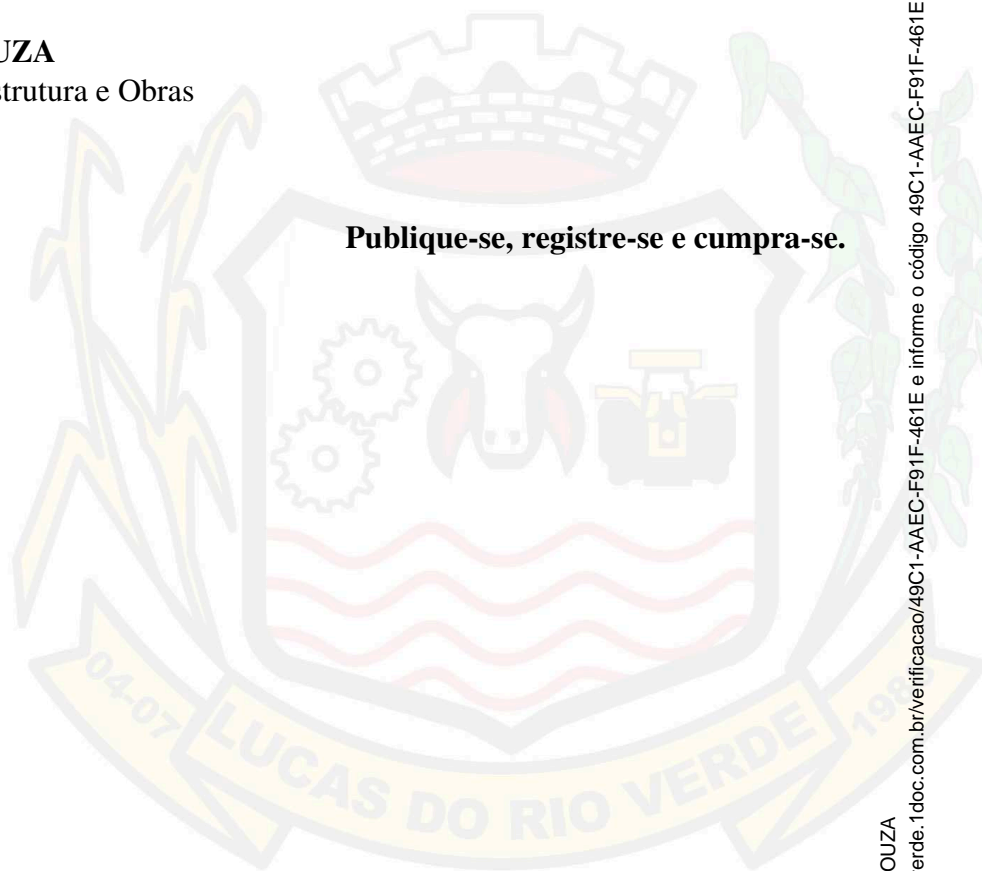 UZA
strutura e Obras
Publique-se, registre-se e cumpra-se.
04-07
LUCAS DO RIO VERDE
1988
OUZA
erde.1doc.com.br/verificacao/49C1-AAEC-F91F-461E e informe o código 49C1-AAEC-F91F-461E